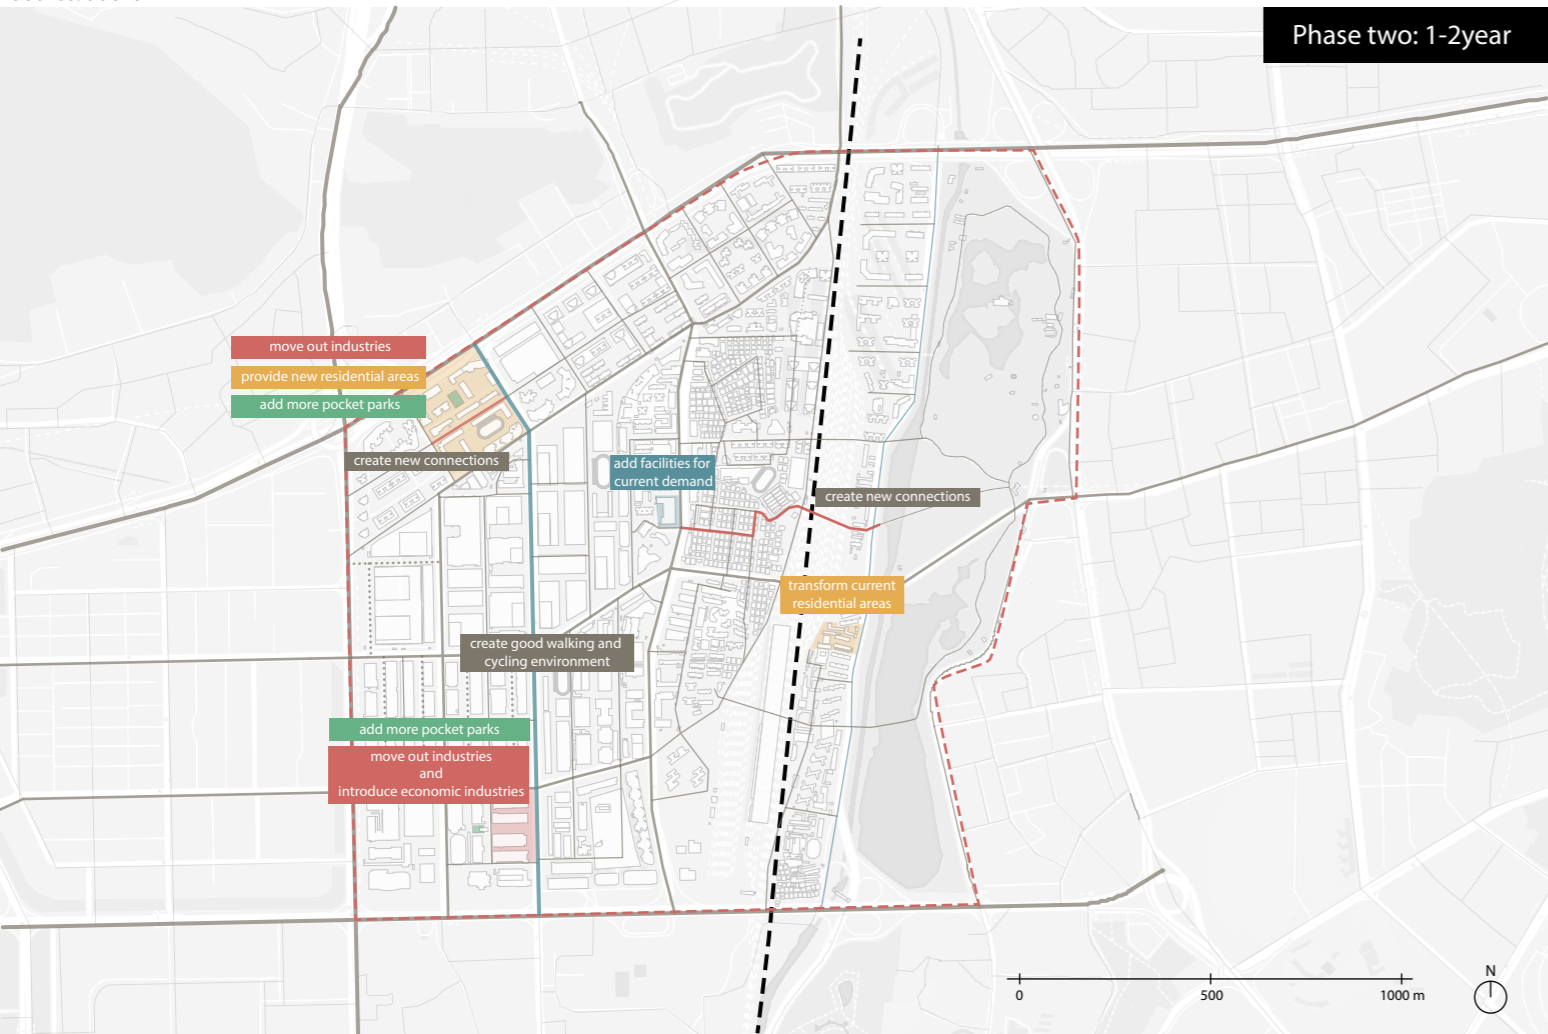 Phase two: 1-2year
move out industries
provide new residential areas
add more pocket parks
create new connections
add facilities for
current demand
create new connections
transform current
residential areas
create good walking and
cycling environment
add more pocket parks
move out industries
and
introduce economic industries
N
0
500
1000 m